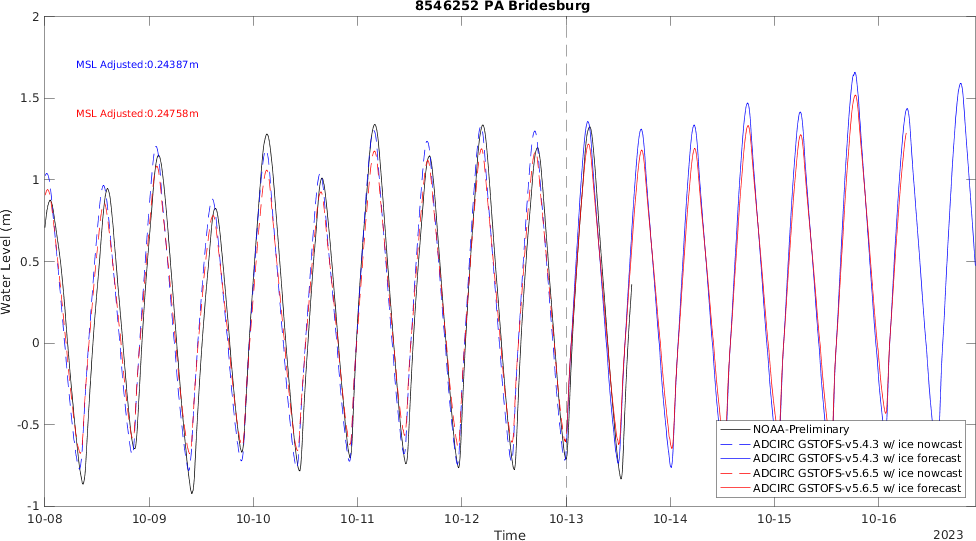 8546252 PA Bridesburg
2
MSL Adjusted:0.24387m
1.5
MSL Adjusted:0.24758m
1
0.5
0
-0.5
-1
Water Level (m)
NOAA-Preliminary
ADCIRC GSTOFS-v5.4.3 w/ ice nowcast
ADCIRC GSTOFS-v5.4.3 w/ ice forecast
ADCIRC GSTOFS-v5.6.5 w/ ice nowcast
ADCIRC GSTOFS-v5.6.5 w/ ice forecast
10-08 10-09 10-10 10-11 10-12 10-13 10-14 10-15 10-16
Time
2023